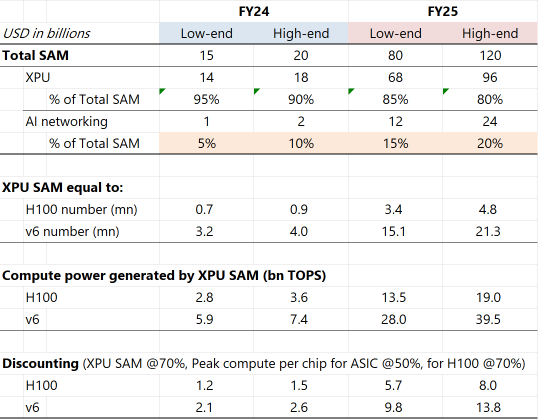 FY24 FY25
USD in billions Low-end High-end Low-end High-end
Total SAM 15 20 80 120
XPU 14 18 68 96
% of Total SAM 95% 90% 85% 80%
AI networking 1 2 12 24
% of Total SAM 5% 10% 15% 20%
XPU SAM equal to:
H100 number (mn) 0.7 0.9 3.4 4.8
v6 number (mn) 3.2 4.0 15.1 21.3
Compute power generated by XPU SAM (bn TOPS)
H100 2.8 3.6 13.5 19.0
v6 5.9 7.4 28.0 39.5
Discounting (XPU SAM @70%, Peak compute per chip for ASIC @50%, for H100 @70%)
H100 1.2 1.5 5.7 8.0
v6 2.1 2.6 9.8 13.8